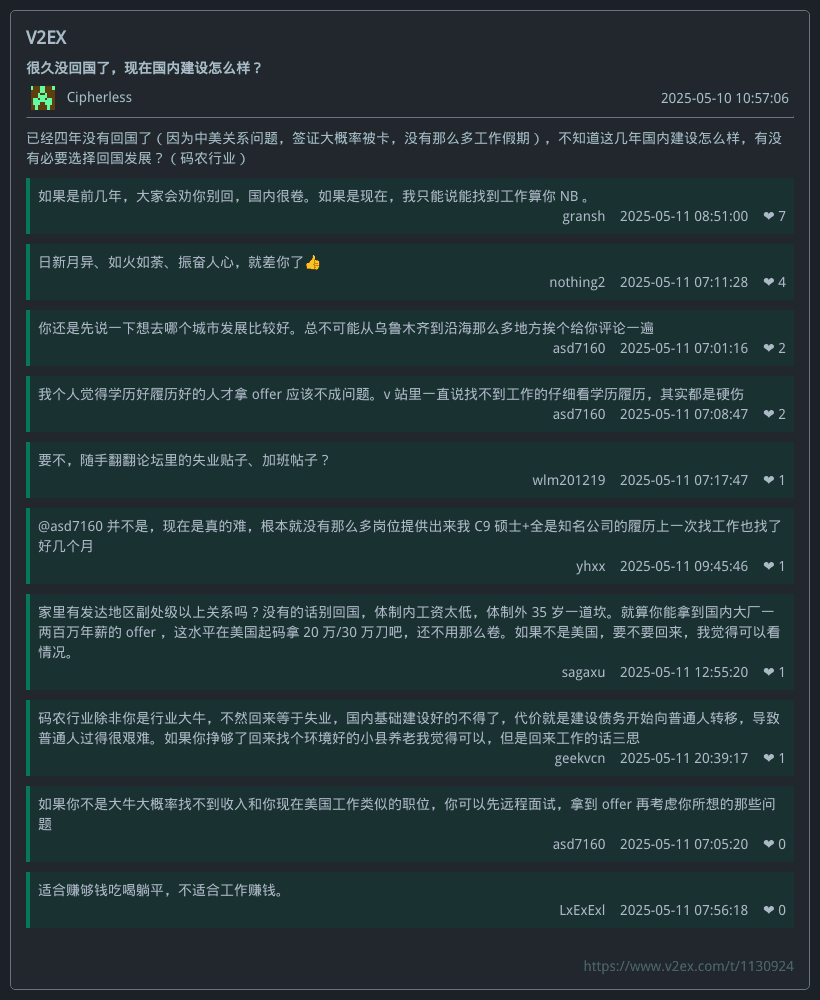 V2EX
很久没回国了，现在国内建设怎么样？
Cipherless 2025-05-10 10:57:06
已经四年没有回国了（因为中美关系问题，签证大概率被卡，没有那么多工作假期），不知道这几年国内建设怎么样，有没
有必要选择回国发展？（码农行业）
如果是前几年，大家会劝你别回，国内很卷。如果是现在，我只能说能找到工作算你 NB 。
gransh 2025-05-11 08:51:00 ❤ 7
日新月异、如火如荼、振奋人心，就差你了👍
nothing2 2025-05-11 07:11:28 ❤ 4
你还是先说一下想去哪个城市发展比较好。总不可能从乌鲁木齐到沿海那么多地方挨个给你评论一遍
asd7160 2025-05-11 07:01:16 ❤ 2
我个人觉得学历好履历好的人才拿 offer 应该不成问题。v 站里一直说找不到工作的仔细看学历履历，其实都是硬伤
asd7160 2025-05-11 07:08:47 ❤ 2
要不，随手翻翻论坛里的失业贴子、加班帖子？
wlm201219 2025-05-11 07:17:47 ❤ 1
@asd7160 并不是，现在是真的难，根本就没有那么多岗位提供出来我 C9 硕士+全是知名公司的履历上一次找工作也找了
好几个月
yhxx 2025-05-11 09:45:46 ❤ 1
家里有发达地区副处级以上关系吗？没有的话别回国，体制内工资太低，体制外 35 岁一道坎。就算你能拿到国内大厂一
两百万年薪的 offer ，这水平在美国起码拿 20 万/30 万刀吧，还不用那么卷。如果不是美国，要不要回来，我觉得可以看
情况。
sagaxu 2025-05-11 12:55:20 ❤ 1
码农行业除非你是行业大牛，不然回来等于失业，国内基础建设好的不得了，代价就是建设债务开始向普通人转移，导致
普通人过得很艰难。如果你挣够了回来找个环境好的小县养老我觉得可以，但是回来工作的话三思
geekvcn 2025-05-11 20:39:17 ❤ 1
如果你不是大牛大概率找不到收入和你现在美国工作类似的职位，你可以先远程面试，拿到 offer 再考虑你所想的那些问
题
asd7160 2025-05-11 07:05:20 ❤ 0
适合赚够钱吃喝躺平，不适合工作赚钱。
LxExExl 2025-05-11 07:56:18 ❤ 0
https://www.v2ex.com/t/1130924